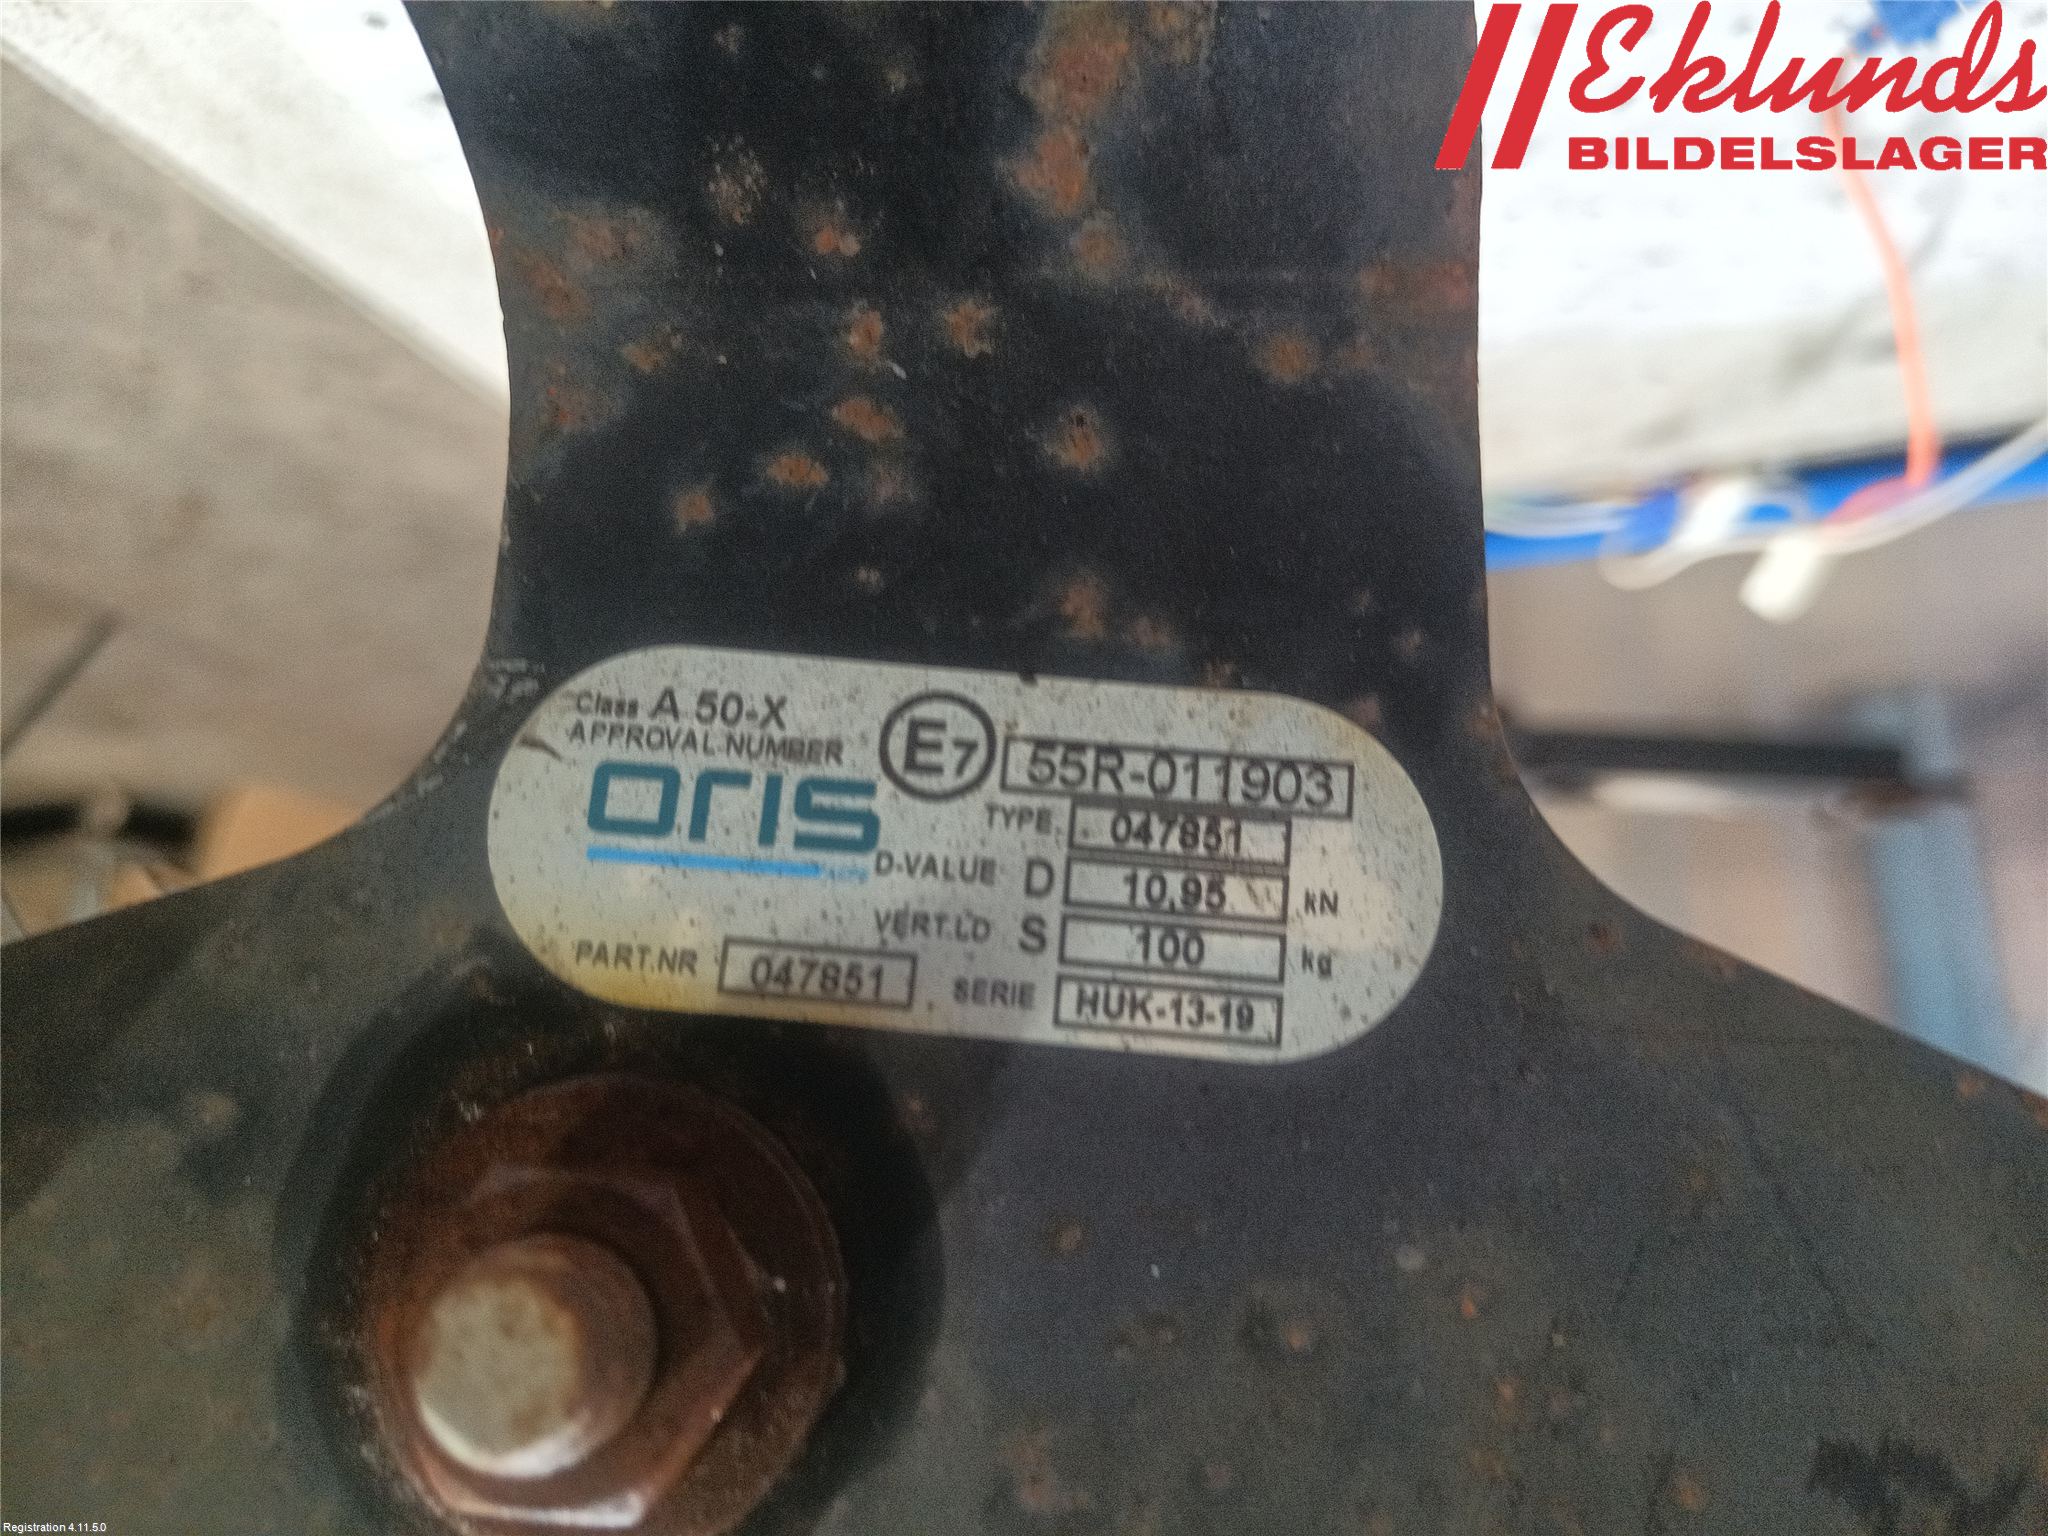 Eklunds
BILDELSLAGER
Class A 50-X
APPROVAL NUMBER
E7
55R-011903
oris
TYPE 047851
D-VALUE D 10,95 kN
VERT.LD S 100 kg
PART.NR 047851
SERIE HUK-13-19
Registration 4.11.5.0